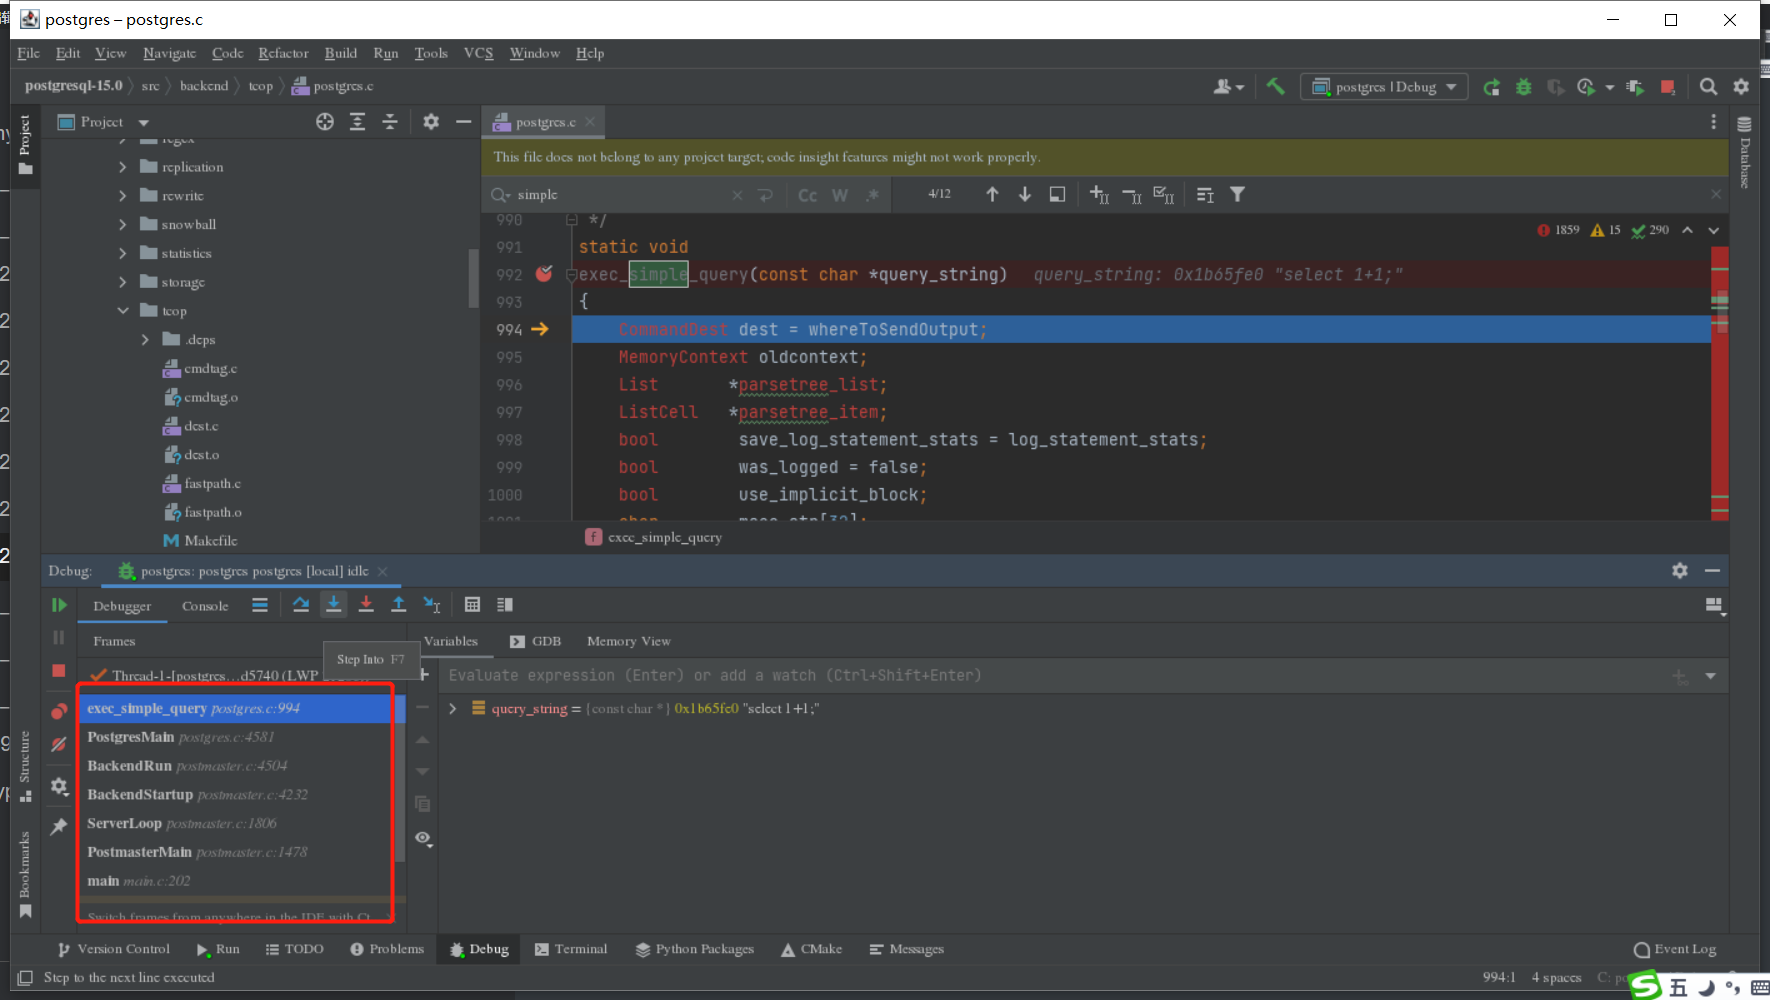 postgres – postgres.c
File Edit View Navigate Code Refactor Build Run Tools VCS Window Help
postgresql-15.0 src backend tcop postgres.c
postgres | Debug
Project
Project
postgres.c
Database
This file does not belong to any project target; code insight features might not work properly.
simple
Cc W .*
4/12
regex
replication
rewrite
snowball
statistics
storage
tcop
.deps
cmdtag.c
cmdtag.o
dest.c
dest.o
fastpath.c
fastpath.o
Makefile
1859 15 290
990 */
991 static void
992 exec_simple_query(const char *query_string) query_string: 0x1b65fe0 "select 1+1;"
993 {
994 CommandDest dest = whereToSendOutput;
995 MemoryContext oldcontext;
996 List *parsetree_list;
997 ListCell *parsetree_item;
998 bool save_log_statement_stats = log_statement_stats;
999 bool was_logged = false;
1000 bool use_implicit_block;
1001 char msec_str[32];
exec_simple_query
Debug: postgres: postgres postgres [local] idle
Debugger Console
Frames
Variables GDB Memory View
Step Into F7
Thread-1-[postgres...d5740 (LWP
Evaluate expression (Enter) or add a watch (Ctrl+Shift+Enter)
exec_simple_query postgres.c:994
PostgresMain postgres.c:4581
BackendRun postmaster.c:4504
BackendStartup postmaster.c:4232
ServerLoop postmaster.c:1806
PostmasterMain postmaster.c:1478
main main.c:202
Switch frames from anywhere in the IDE with Ct
query_string = {const char *} 0x1b65fe0 "select 1+1;"
Structure
Bookmarks
Version Control Run TODO Problems Debug Terminal Python Packages CMake Messages Event Log
Step to the next line executed
994:1 4 spaces C:
五